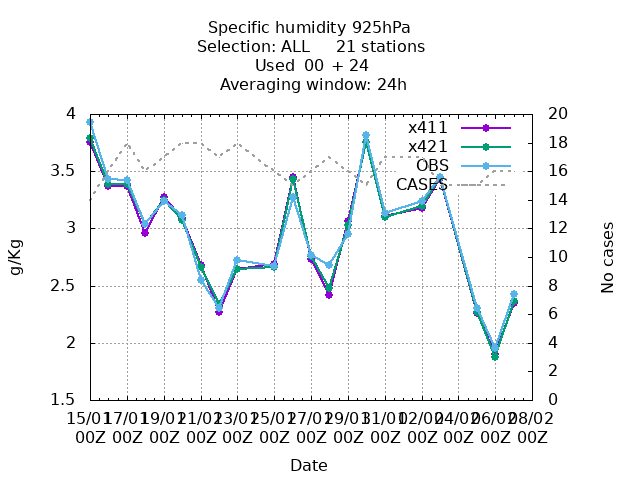 Specific humidity 925hPa
Selection: ALL 21 stations
Used 00 + 24
Averaging window: 24h
4
3.5
3
2.5
2
1.5
g/Kg
20
18
16
14
12
10
8
6
4
2
0
No cases
x411
x421
OBS
CASES
15/01 17/01 19/01 21/01 23/01 25/01 27/01 29/01 31/01 02/02 04/02 06/02 08/02
00Z 00Z 00Z 00Z 00Z 00Z 00Z 00Z 00Z 00Z 00Z 00Z 00Z
Date